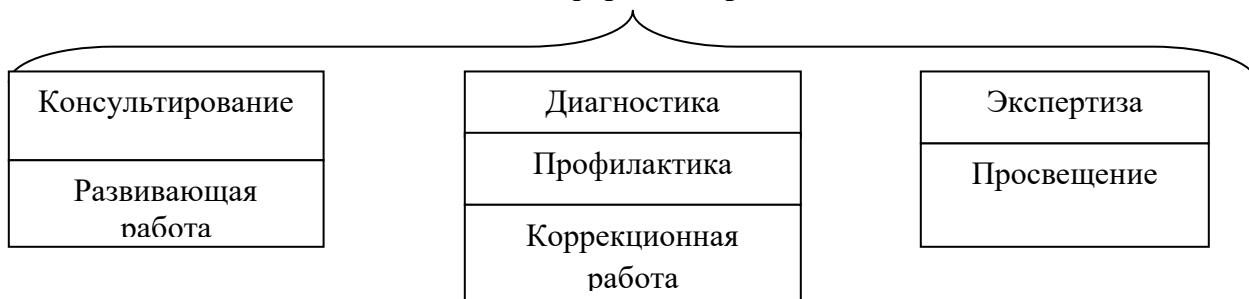 Консультирование
Развивающая
работа
Диагностика
Профилактика
Коррекционная
работа
Экспертиза
Просвещение